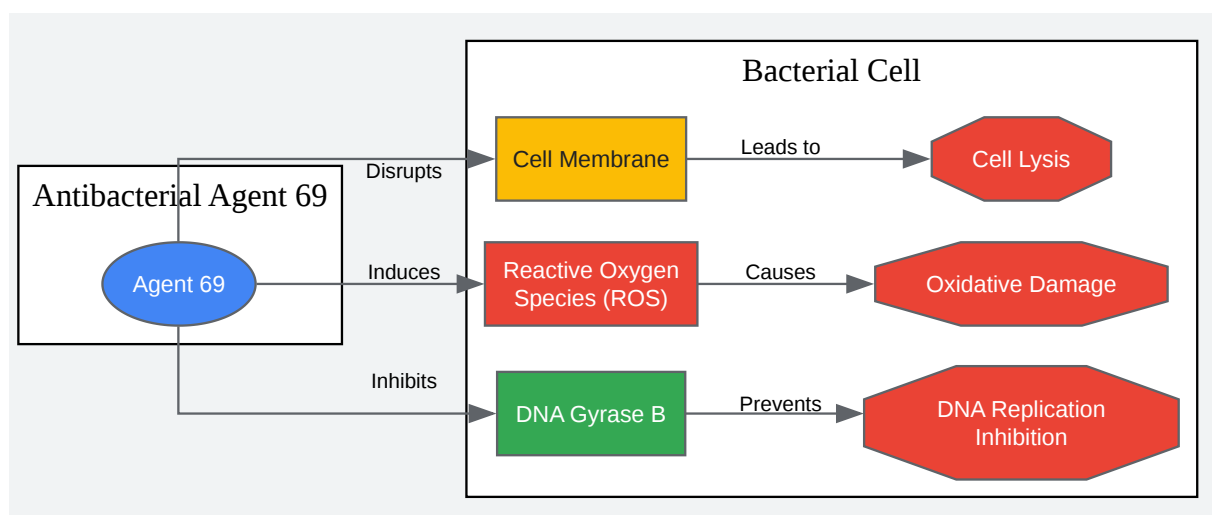 Bacterial Cell
Cell Membrane
Leads to
Cell Lysis
Disrupts
Antibacterial Agent 69
Agent 69
Induces
Reactive Oxygen
Species (ROS)
Causes
Oxidative Damage
Inhibits
DNA Gyrase B
Prevents
DNA Replication
Inhibition